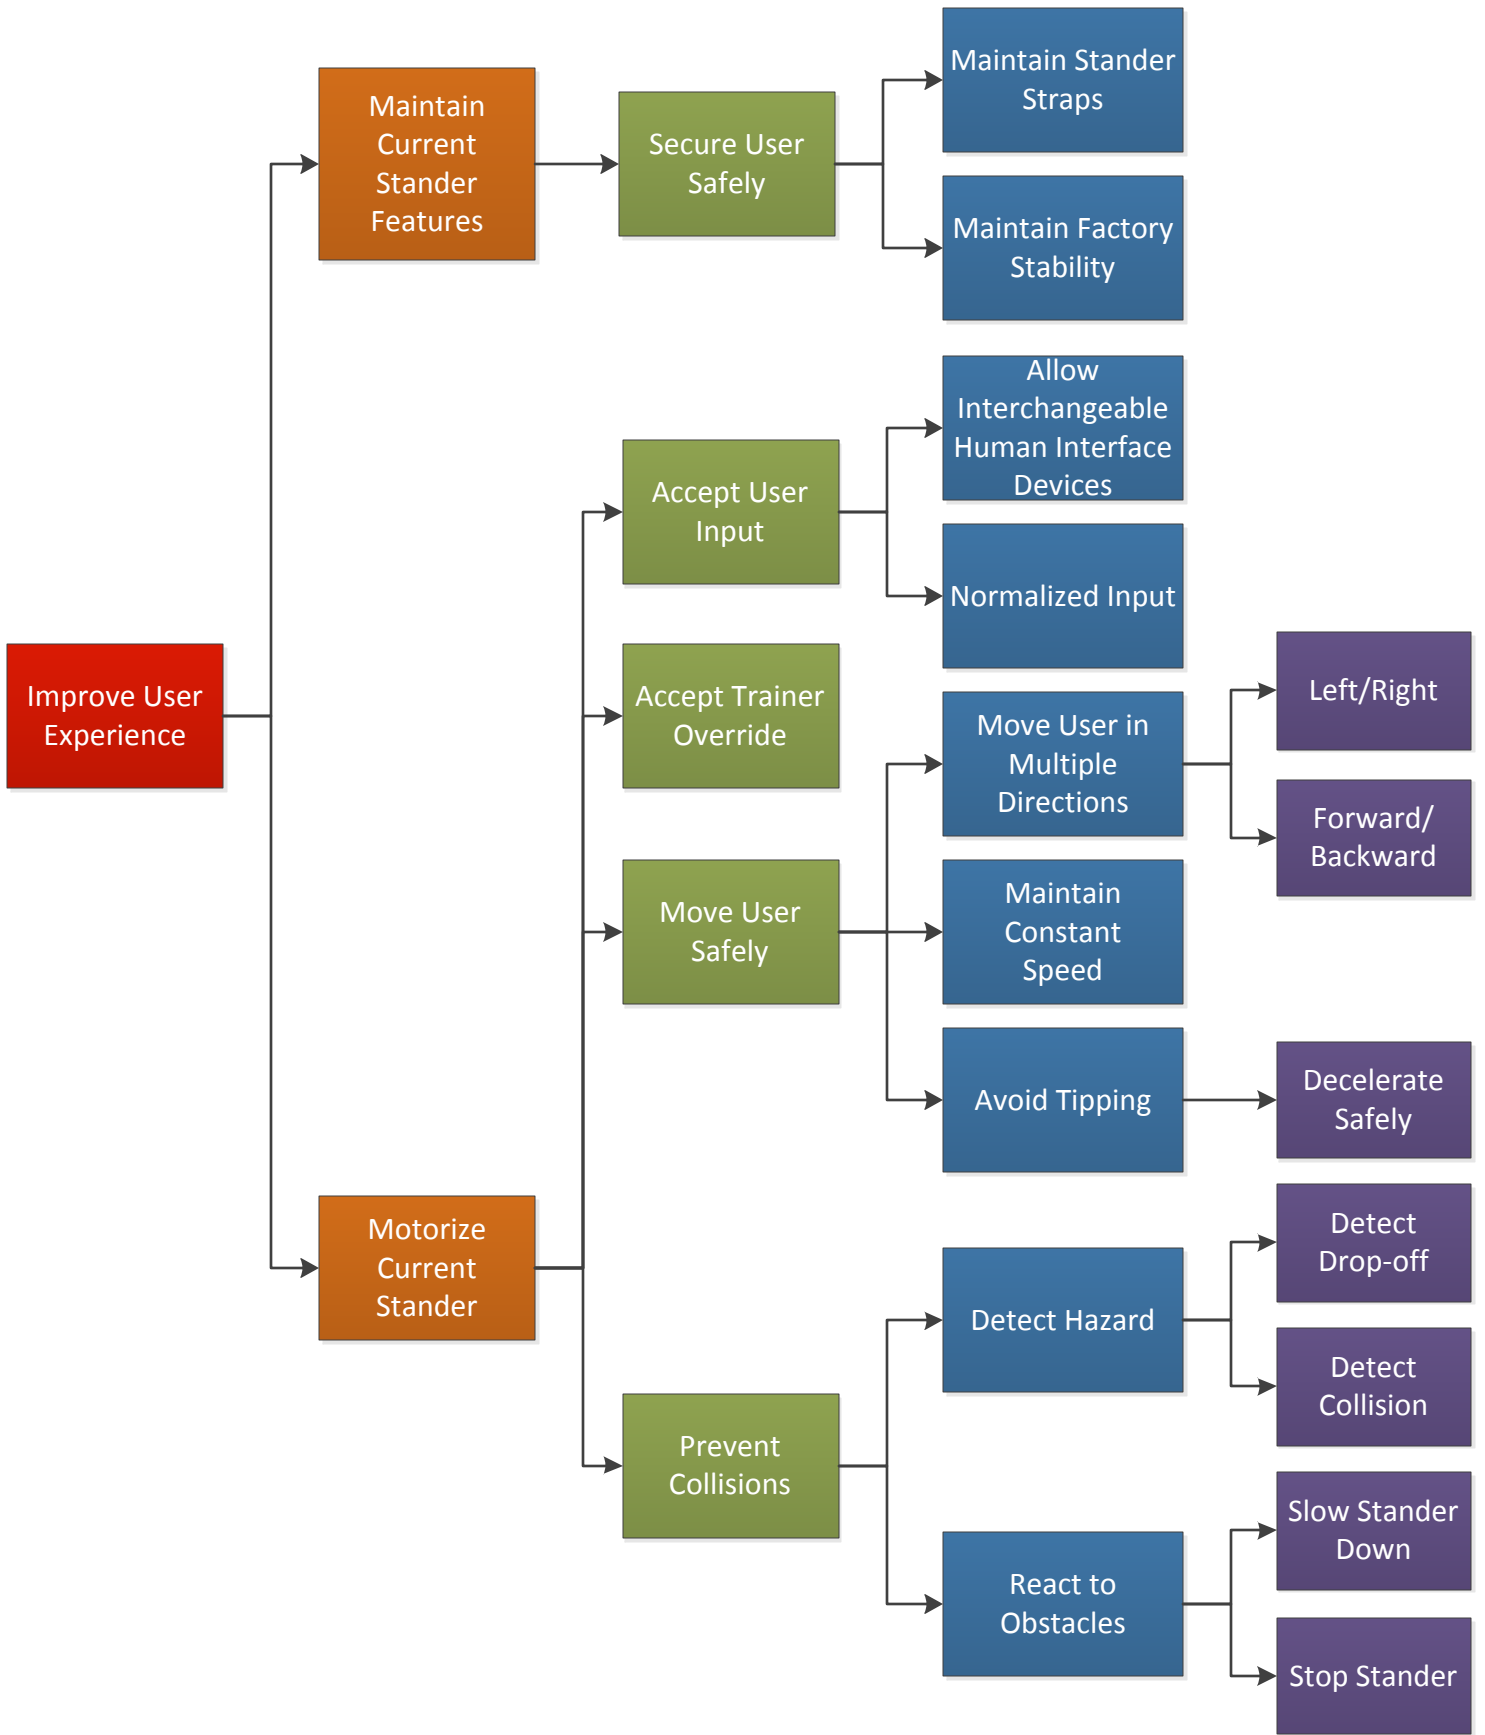 Improve User
Experience
Maintain
Current
Stander
Features
Secure User
Safely
Maintain Stander
Straps
Maintain Factory
Stability
Motorize
Current
Stander
Accept User
Input
Allow
Interchangeable
Human Interface
Devices
Normalized Input
Accept Trainer
Override
Move User
Safely
Move User in
Multiple
Directions
Left/Right
Forward/
Backward
Maintain
Constant
Speed
Avoid Tipping
Decelerate
Safely
Prevent
Collisions
Detect Hazard
Detect
Drop-off
Detect
Collision
React to
Obstacles
Slow Stander
Down
Stop Stander